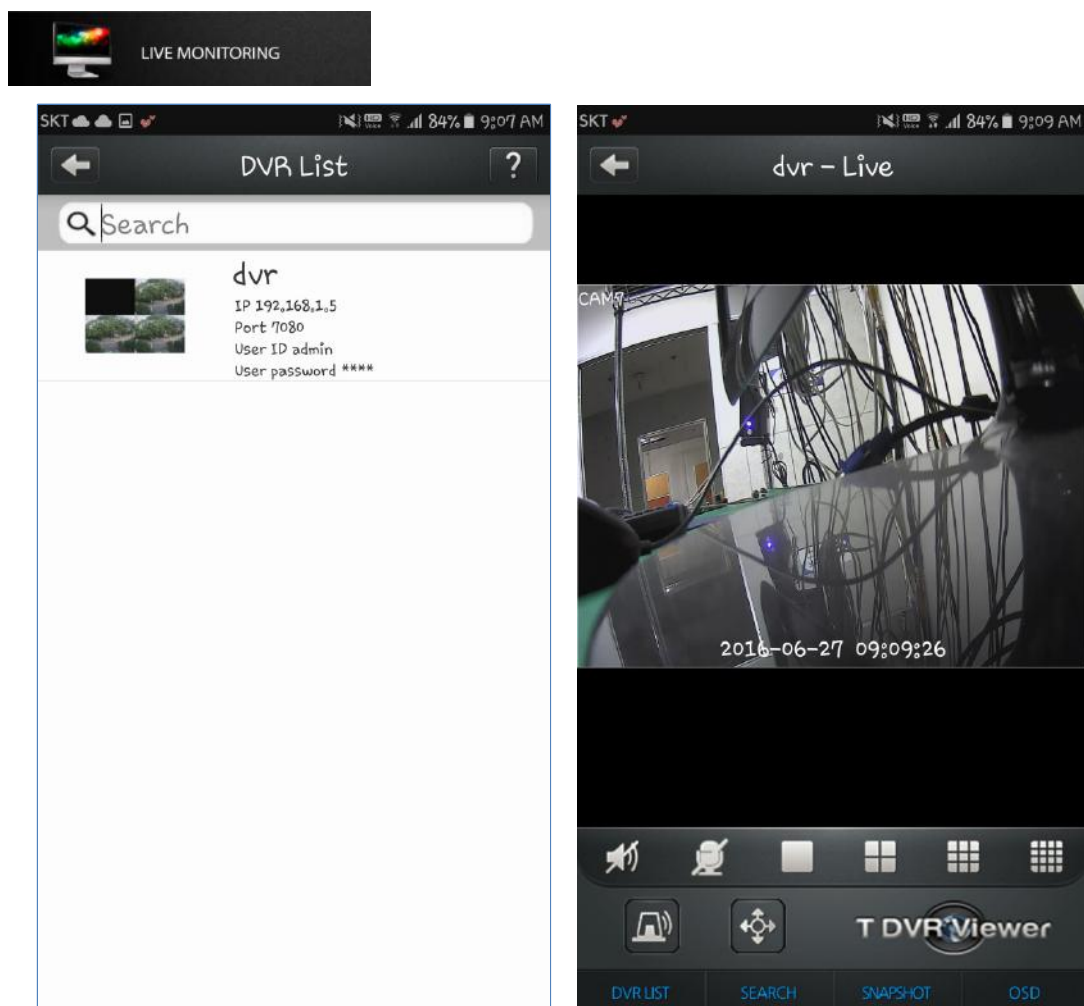 LIVE MONITORING
SKT 84% 9:07 AM
DVR List ?
Search
dvr
IP 192.168.1.5
Port 7080
User ID admin
User password ****
SKT 84% 9:09 AM
dvr - Live
CAM7
2016-06-27 09:09:26
T DVR Viewer
DVR LIST SEARCH SNAPSHOT OSD